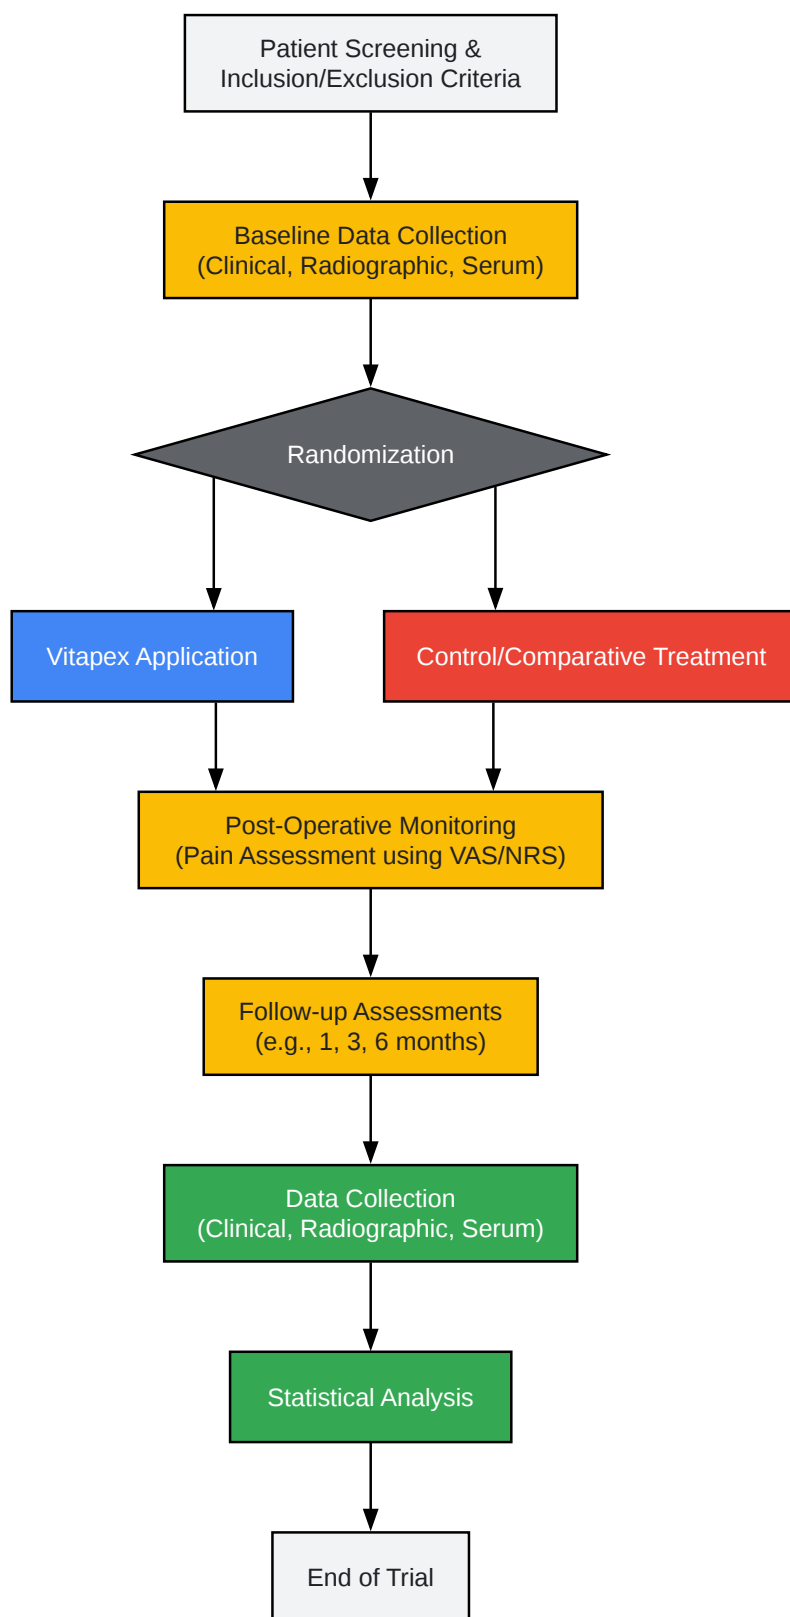 Patient Screening &
Inclusion/Exclusion Criteria
Baseline Data Collection
(Clinical, Radiographic, Serum)
Randomization
Vitapex Application
Control/Comparative Treatment
Post-Operative Monitoring
(Pain Assessment using VAS/NRS)
Follow-up Assessments
(e.g., 1, 3, 6 months)
Data Collection
(Clinical, Radiographic, Serum)
Statistical Analysis
End of Trial